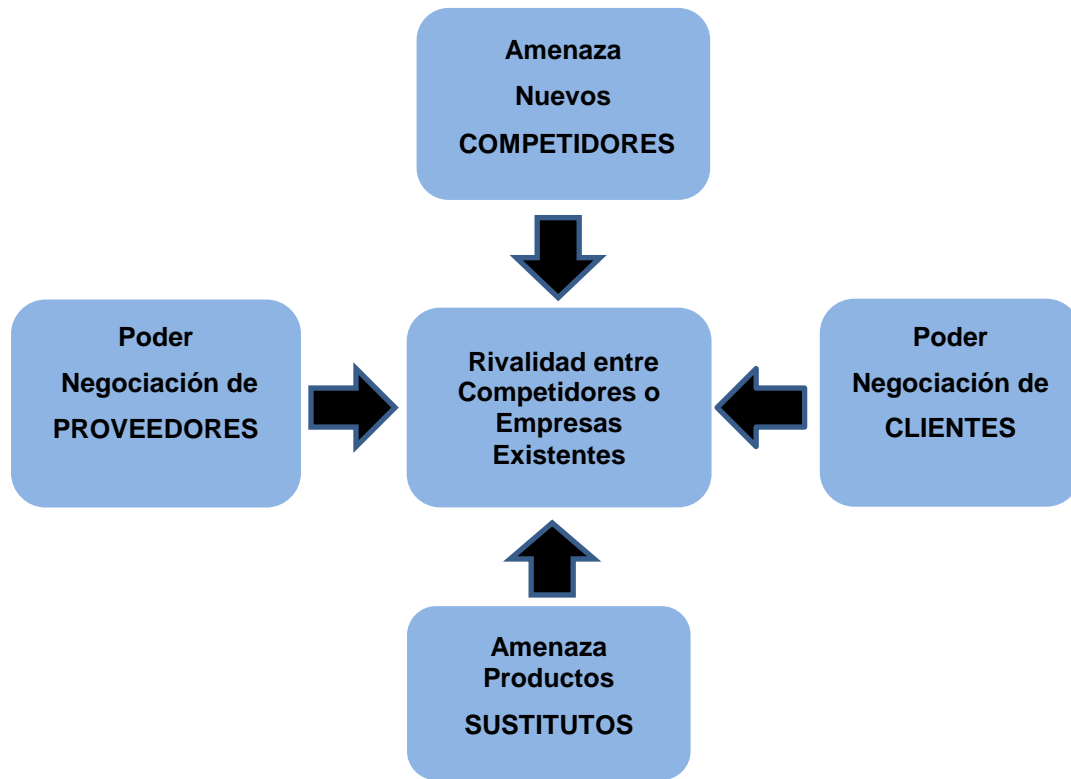 Amenaza
Nuevos
COMPETIDORES
Poder
Negociación de
PROVEEDORES
Rivalidad entre
Competidores o
Empresas
Existentes
Poder
Negociación de
CLIENTES
Amenaza
Productos
SUSTITUTOS